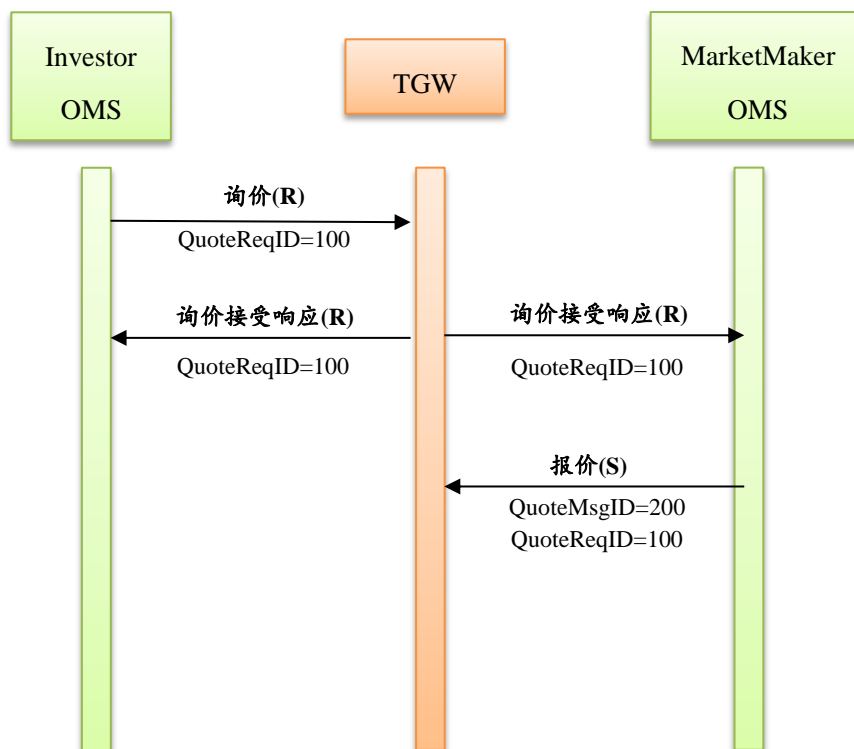 Investor
OMS
TGW
MarketMaker
OMS
询价(R)
QuoteReqID=100
询价接受响应(R)
QuoteReqID=100
询价接受响应(R)
QuoteReqID=100
报价(S)
QuoteMsgID=200
QuoteReqID=100